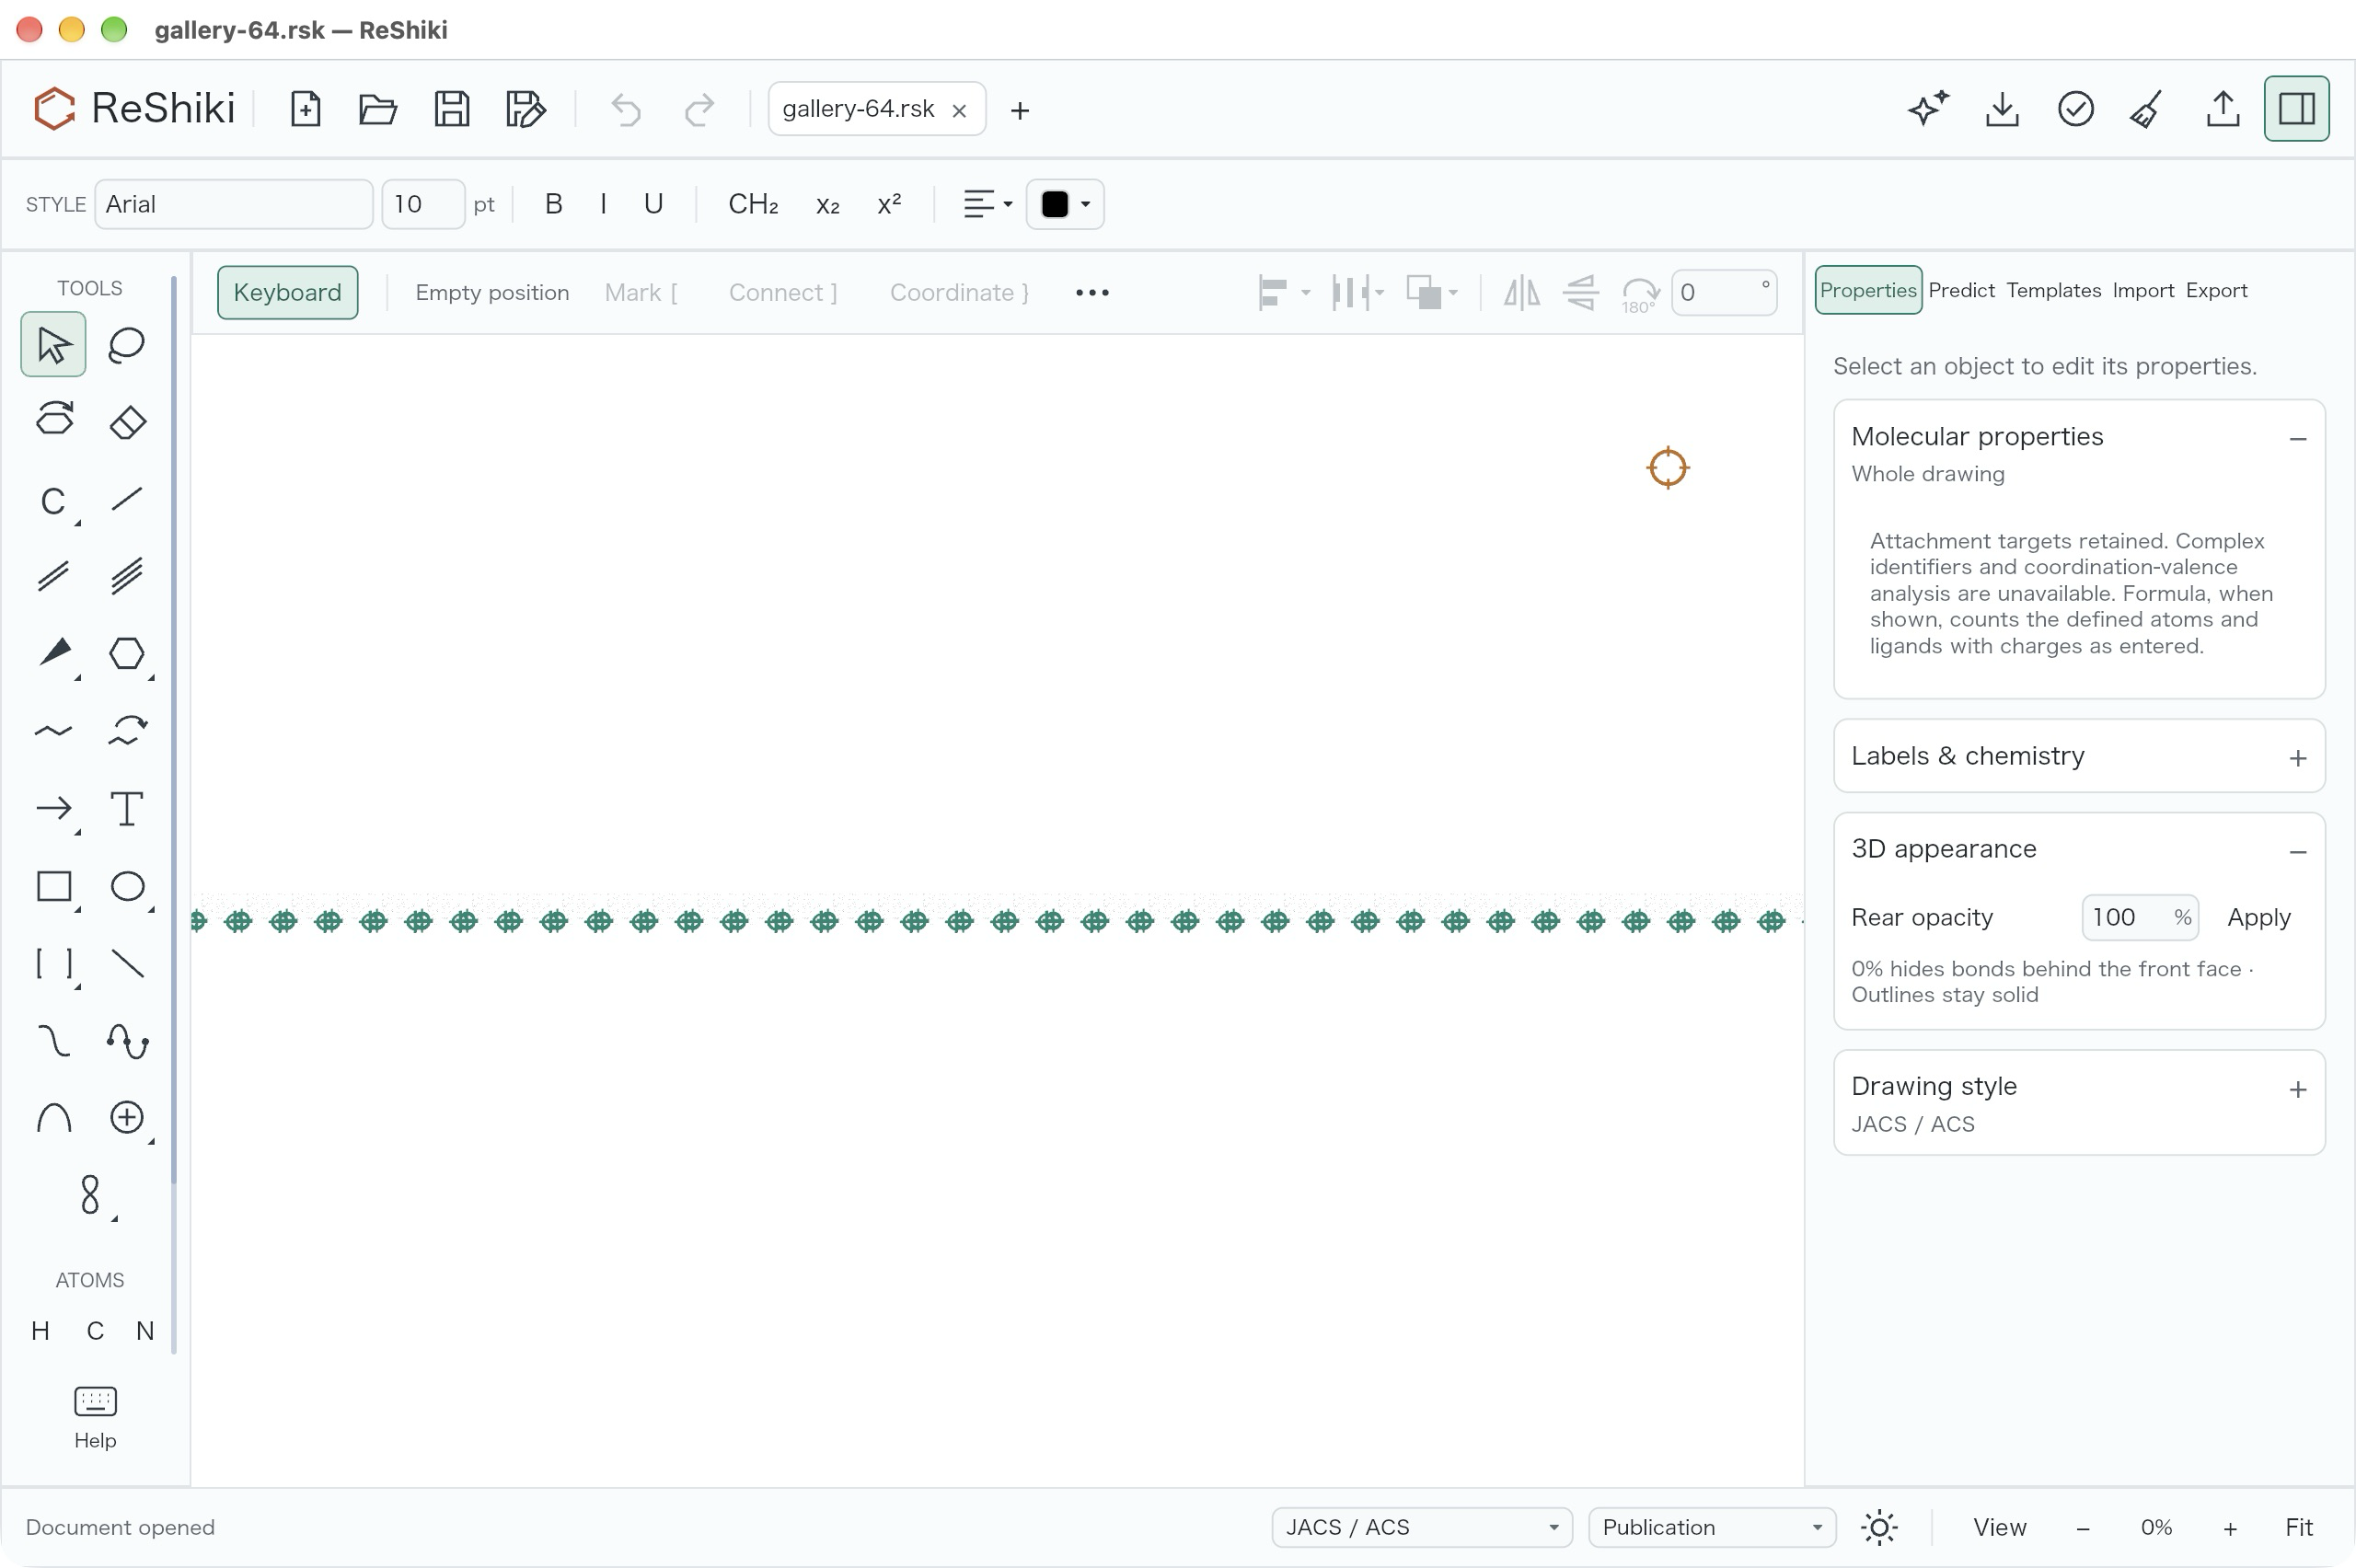 gallery-64.rsk — ReShiki
ReShiki
gallery-64.rsk × +
STYLE Arial 10 pt B I U CH₂ x₂ x²
TOOLS
Keyboard Empty position Mark [ Connect ] Coordinate } ••• 180° 0 °
Properties Predict Templates Import Export
Select an object to edit its properties.
Molecular properties −
Whole drawing
Attachment targets retained. Complex
identifiers and coordination-valence
analysis are unavailable. Formula, when
shown, counts the defined atoms and
ligands with charges as entered.
Labels & chemistry +
3D appearance −
Rear opacity 100 % Apply
0% hides bonds behind the front face ·
Outlines stay solid
Drawing style +
JACS / ACS
C
T
[ ]
ATOMS
H C N
Help
Document opened
JACS / ACS Publication View − 0% + Fit